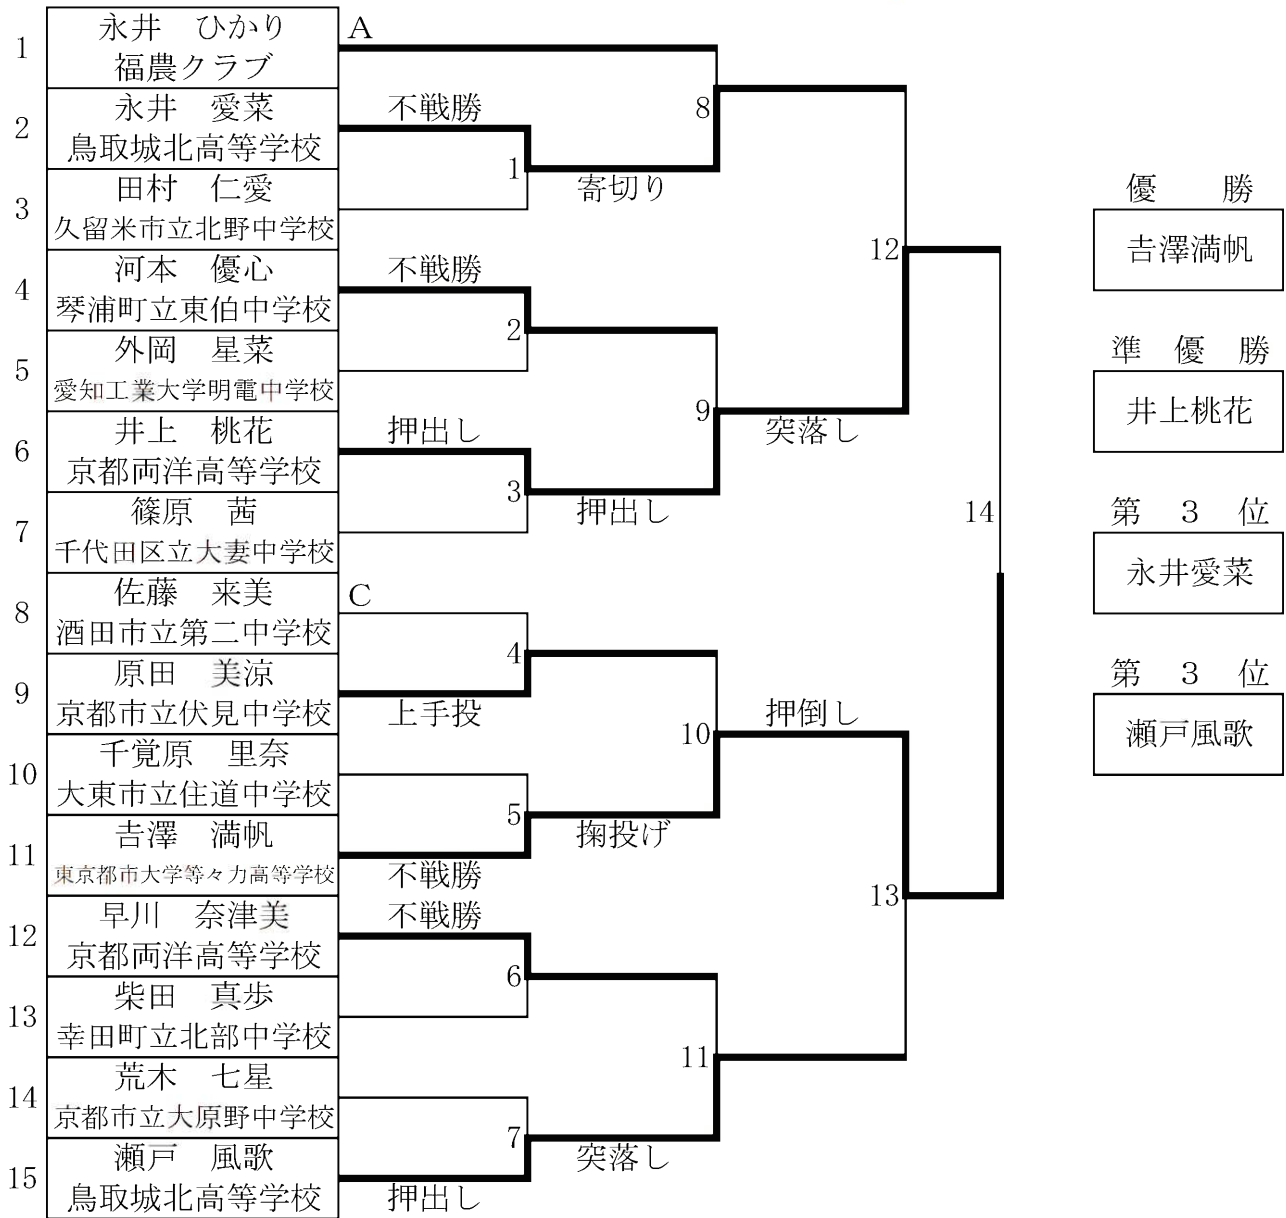 1
永井　ひかり
福農クラブ
A
2
永井　愛菜
鳥取城北高等学校
不戦勝
3
田村　仁愛
久留米市立北野中学校
1
寄切り
8
4
河本　優心
琴浦町立東伯中学校
不戦勝
5
外岡　星菜
愛知工業大学明電中学校
2
6
井上　桃花
京都両洋高等学校
押出し
7
篠原　茜
千代田区立大妻中学校
3
押出し
9
突落し
12
8
佐藤　来美
酒田市立第二中学校
C
9
原田　美涼
京都市立伏見中学校
4
上手投
10
千覚原　里奈
大東市立住道中学校
10
押倒し
11
吉澤　満帆
東京都市大学等々力高等学校
5
掬投げ
不戦勝
12
早川　奈津美
京都両洋高等学校
不戦勝
13
柴田　真歩
幸田町立北部中学校
6
14
荒木　七星
京都市立大原野中学校
11
15
瀬戸　風歌
鳥取城北高等学校
7
突落し
押出し
13
14
優　勝
吉澤満帆
準　優　勝
井上桃花
第　３　位
永井愛菜
第　３　位
瀬戸風歌